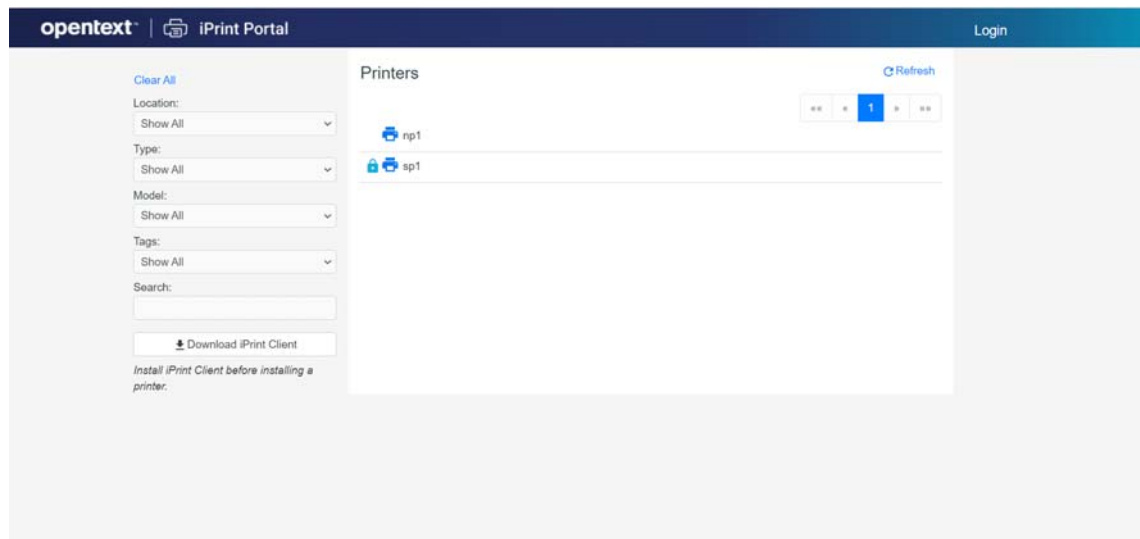 opentext™ | iPrint Portal
Login
Clear All
Location:
Show All
Type:
Show All
Model:
Show All
Tags:
Show All
Search:
Download iPrint Client
Install iPrint Client before installing a
printer.
Printers
Refresh
«« « 1 » »»
np1
sp1